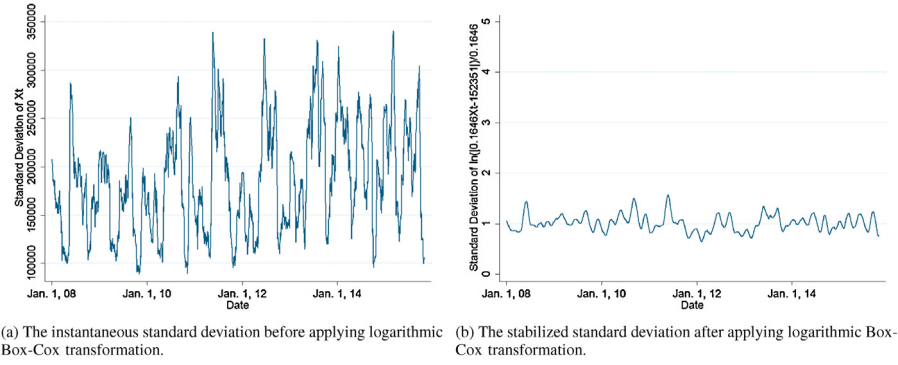 Standard Deviation of Xt
350000
300000
250000
200000
150000
100000
Jan. 1, 08
Jan. 1, 10
Jan. 1, 12
Jan. 1, 14
Date
(a) The instantaneous standard deviation before applying logarithmic
Box-Cox transformation.
Standard Deviation of ln(|0.1646Xt-152351|)/0.1646
5
4
3
2
1
0
Jan. 1, 08
Jan. 1, 10
Jan. 1, 12
Jan. 1, 14
Date
(b) The stabilized standard deviation after applying logarithmic Box-
Cox transformation.